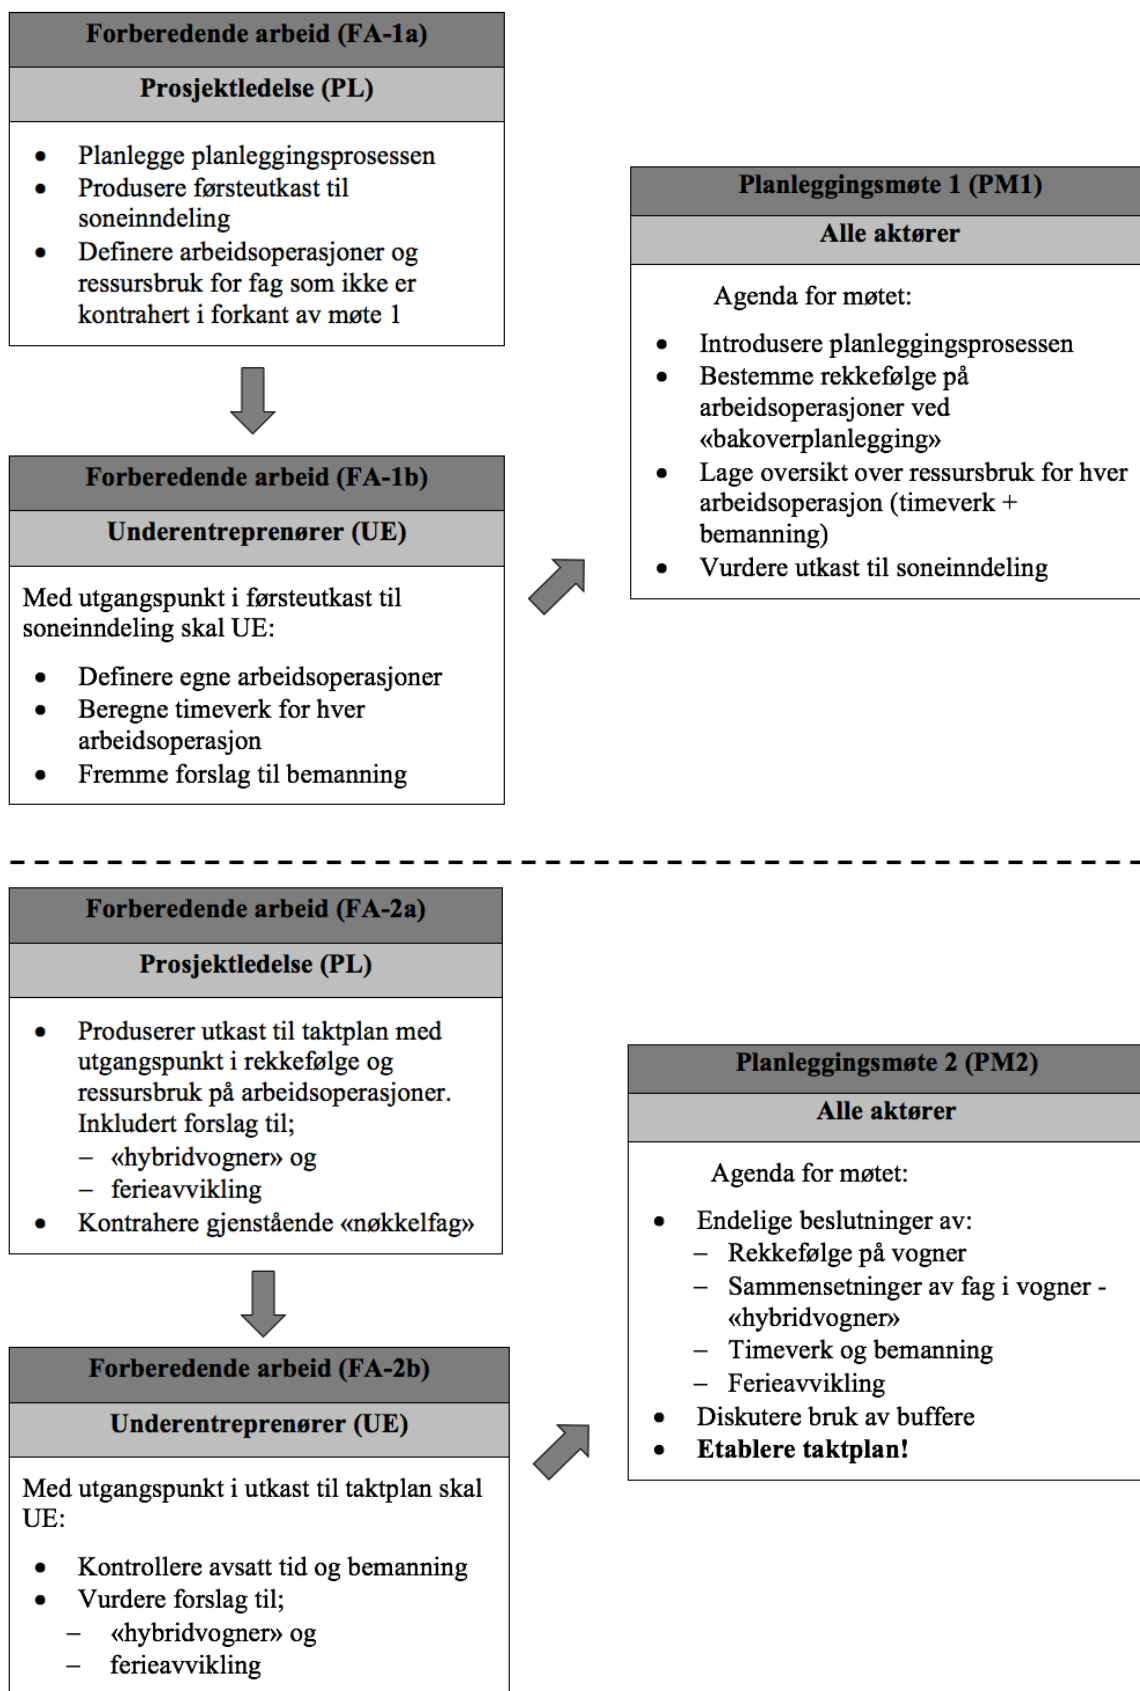 Forberedende arbeid (FA-1a)
Prosjektledelse (PL)
• Planlegge planleggingsprosessen
• Produsere førsteutkast til
soneinndeling
• Definere arbeidsoperasjoner og
ressursbruk for fag som ikke er
kontrahert i forkant av møte 1
Forberedende arbeid (FA-1b)
Underentreprenører (UE)
Med utgangspunkt i førsteutkast til
soneinndeling skal UE:
• Definere egne arbeidsoperasjoner
• Beregne timeverk for hver
arbeidsoperasjon
• Fremme forslag til bemanning
Planleggingsmøte 1 (PM1)
Alle aktører
Agenda for møtet:
• Introdusere planleggingsprosessen
• Bestemme rekkefølge på
arbeidsoperasjoner ved
«bakoverplanlegging»
• Lage oversikt over ressursbruk for hver
arbeidsoperasjon (timeverk +
bemanning)
• Vurdere utkast til soneinndeling
Forberedende arbeid (FA-2a)
Prosjektledelse (PL)
• Produserer utkast til taktplan med
utgangspunkt i rekkefølge og
ressursbruk på arbeidsoperasjoner.
Inkludert forslag til;
– «hybridvogner» og
– ferieavvikling
• Kontrahere gjenstående «nøkkelfag»
Forberedende arbeid (FA-2b)
Underentreprenører (UE)
Med utgangspunkt i utkast til taktplan skal
UE:
• Kontrollere avsatt tid og bemanning
• Vurdere forslag til;
– «hybridvogner» og
– ferieavvikling
Planleggingsmøte 2 (PM2)
Alle aktører
Agenda for møtet:
• Endelige beslutninger av:
– Rekkefølge på vogner
– Sammensetninger av fag i vogner -
«hybridvogner»
– Timeverk og bemanning
– Ferieavvikling
• Diskutere bruk av buffere
• Etablere taktplan!